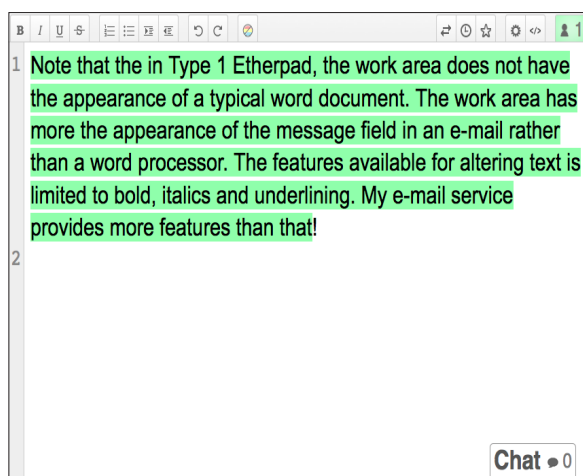 B I U S 1
1 Note that the in Type 1 Etherpad, the work area does not have
the appearance of a typical word document. The work area has
more the appearance of the message field in an e-mail rather
than a word processor. The features available for altering text is
limited to bold, italics and underlining. My e-mail service
provides more features than that!
2
Chat 0